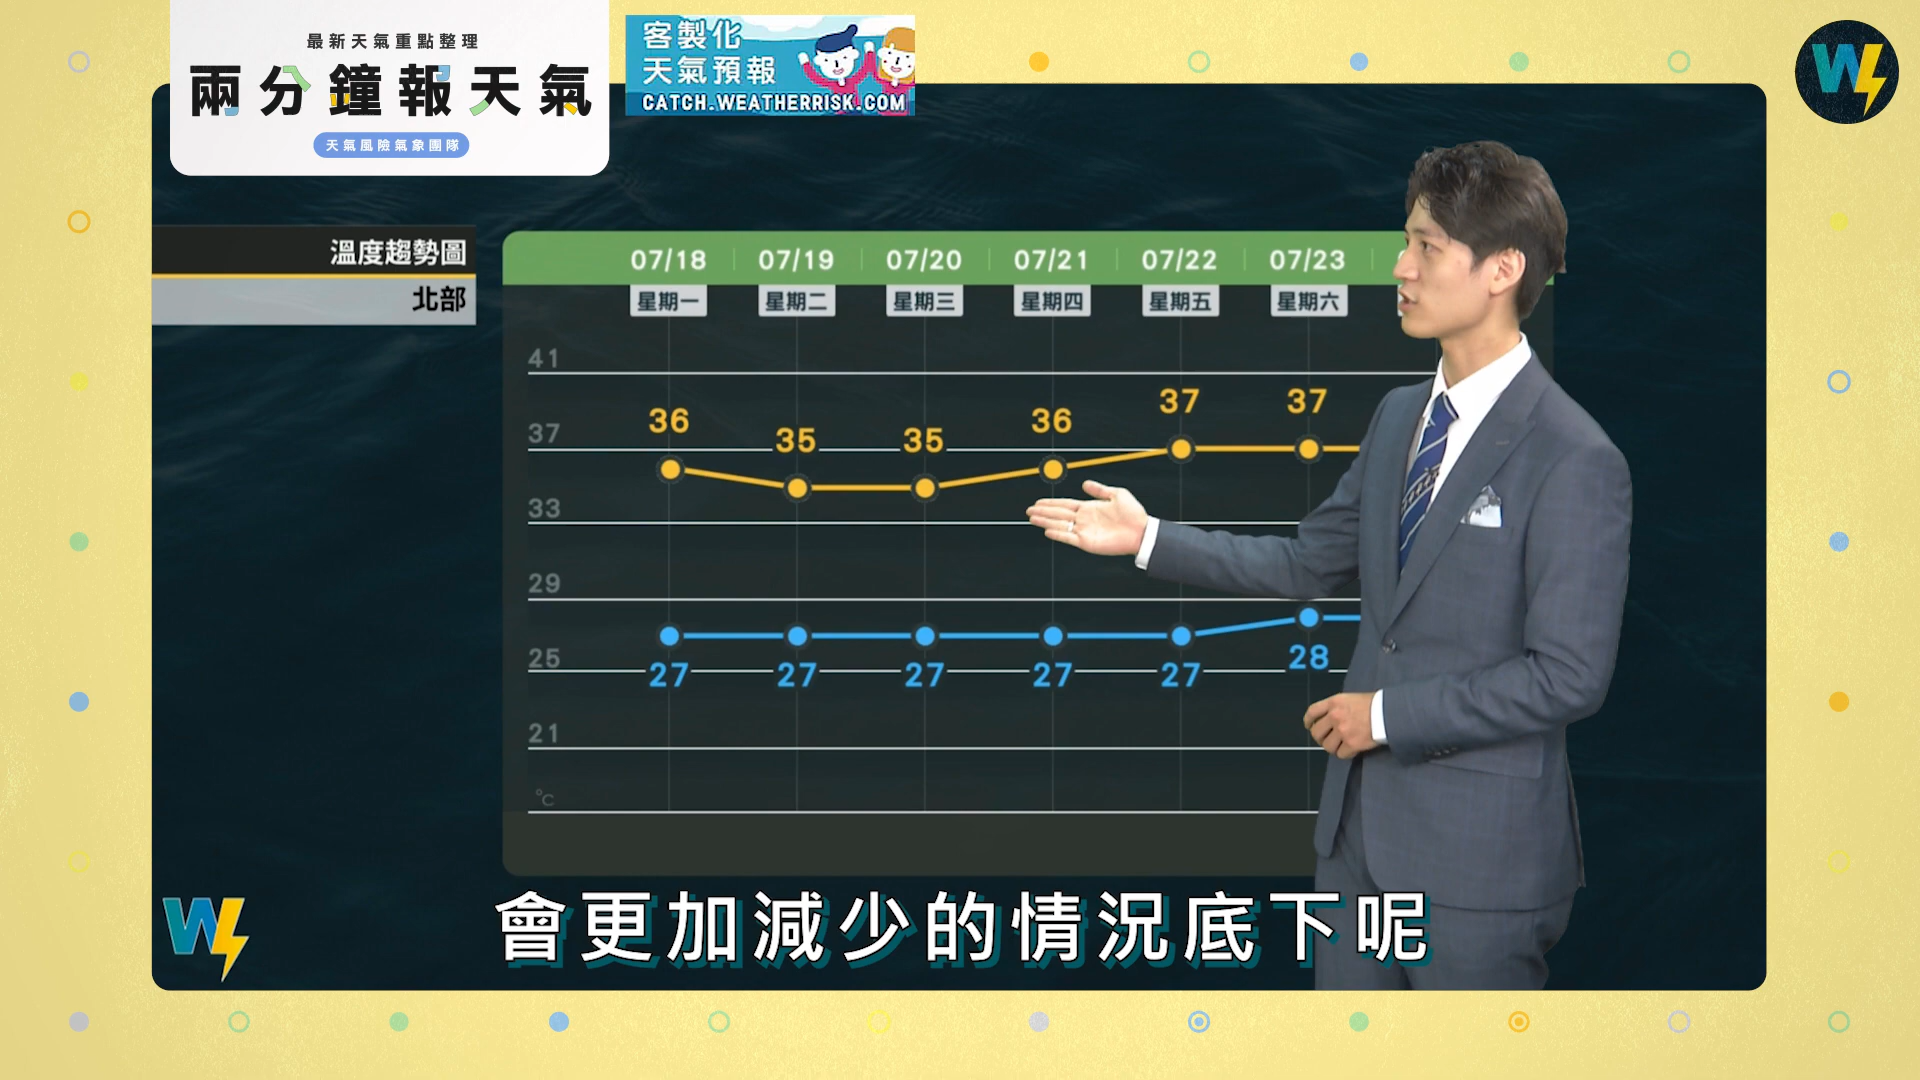 最新天氣重點整理
兩分鐘報天氣
天氣風險氣象團隊
客製化
天氣預報
CATCH.WEATHERRISK.COM
W
溫度趨勢圖
北部
07/18 07/19 07/20 07/21 07/22 07/23
星期一 星期二 星期三 星期四 星期五 星期六
41
37
33
29
25
21
°C
36 35 35 36 37 37
27 27 27 27 27 28
W
會更加減少的情況底下呢